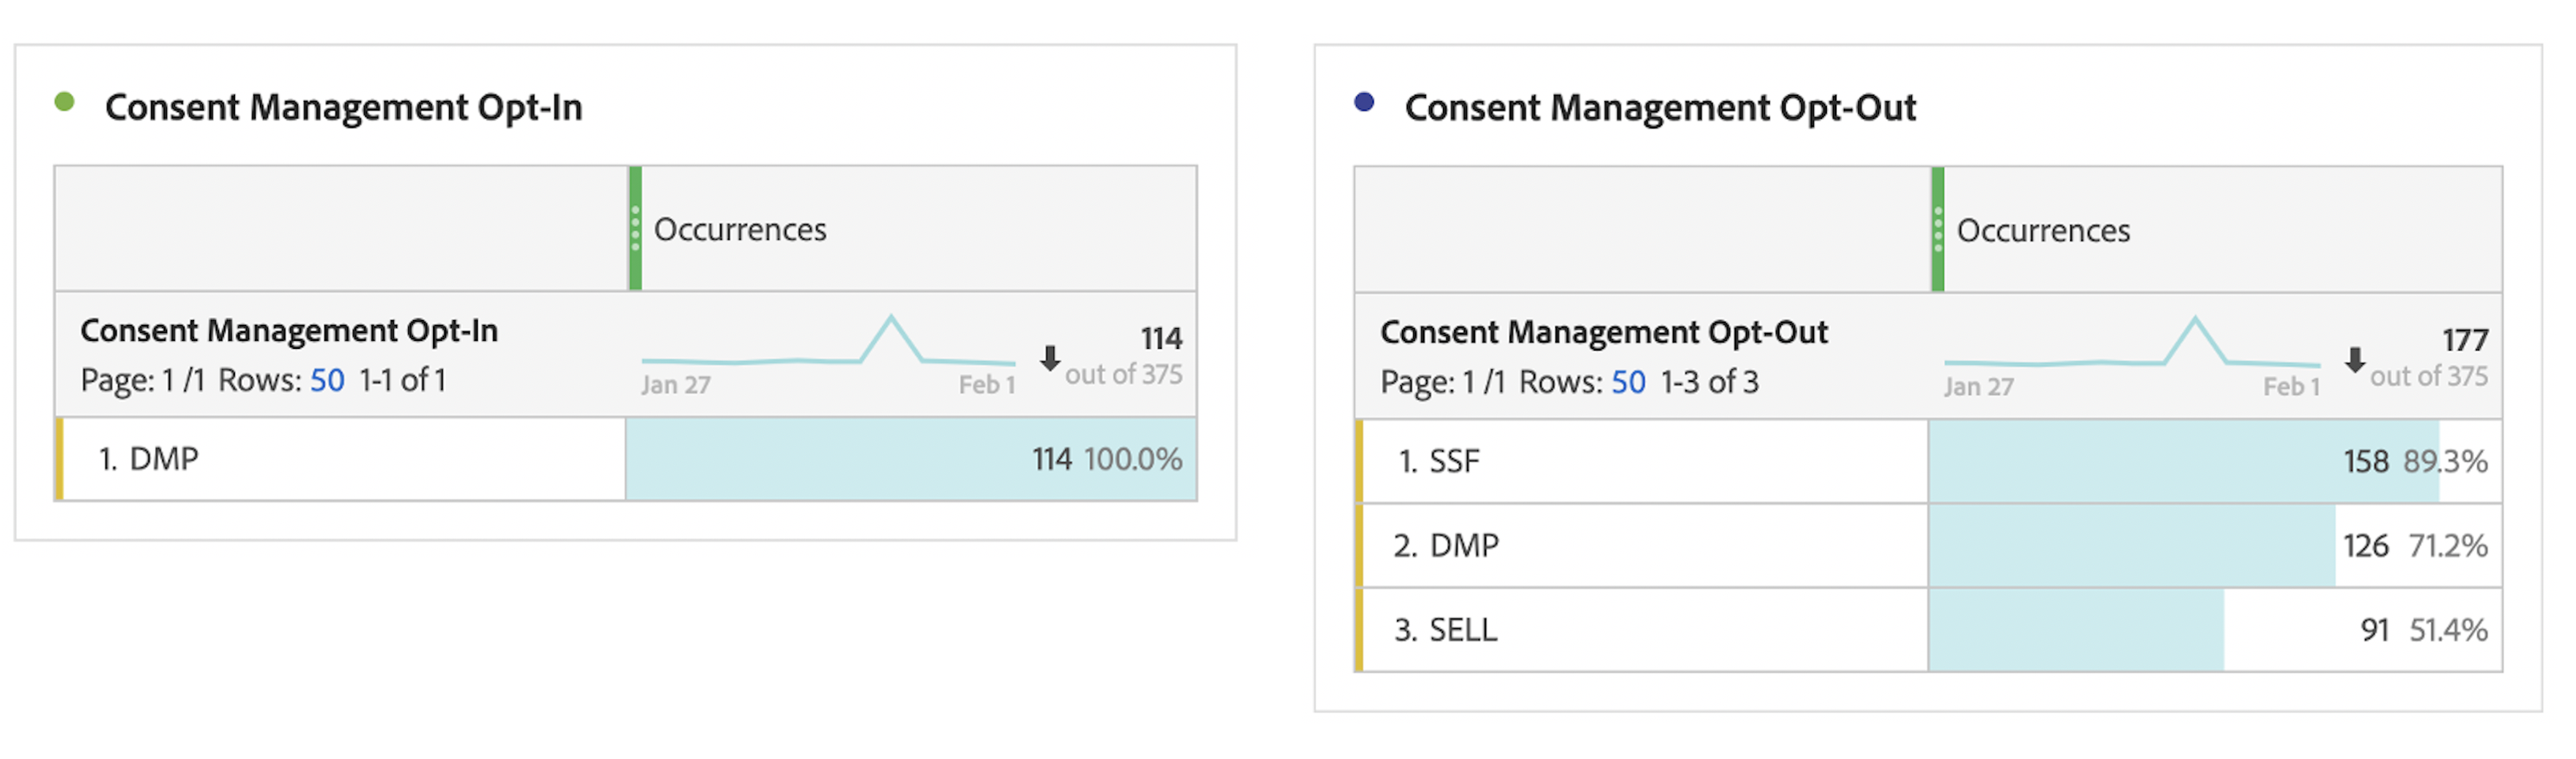 Consent Management Opt-In
Occurrences
Consent Management Opt-In
Page: 1 /1 Rows: 50 1-1 of 1
Jan 27
Feb 1
114
out of 375
1. DMP
114 100.0%
Consent Management Opt-Out
Occurrences
Consent Management Opt-Out
Page: 1 /1 Rows: 50 1-3 of 3
Jan 27
Feb 1
177
out of 375
1. SSF
158 89.3%
2. DMP
126 71.2%
3. SELL
91 51.4%